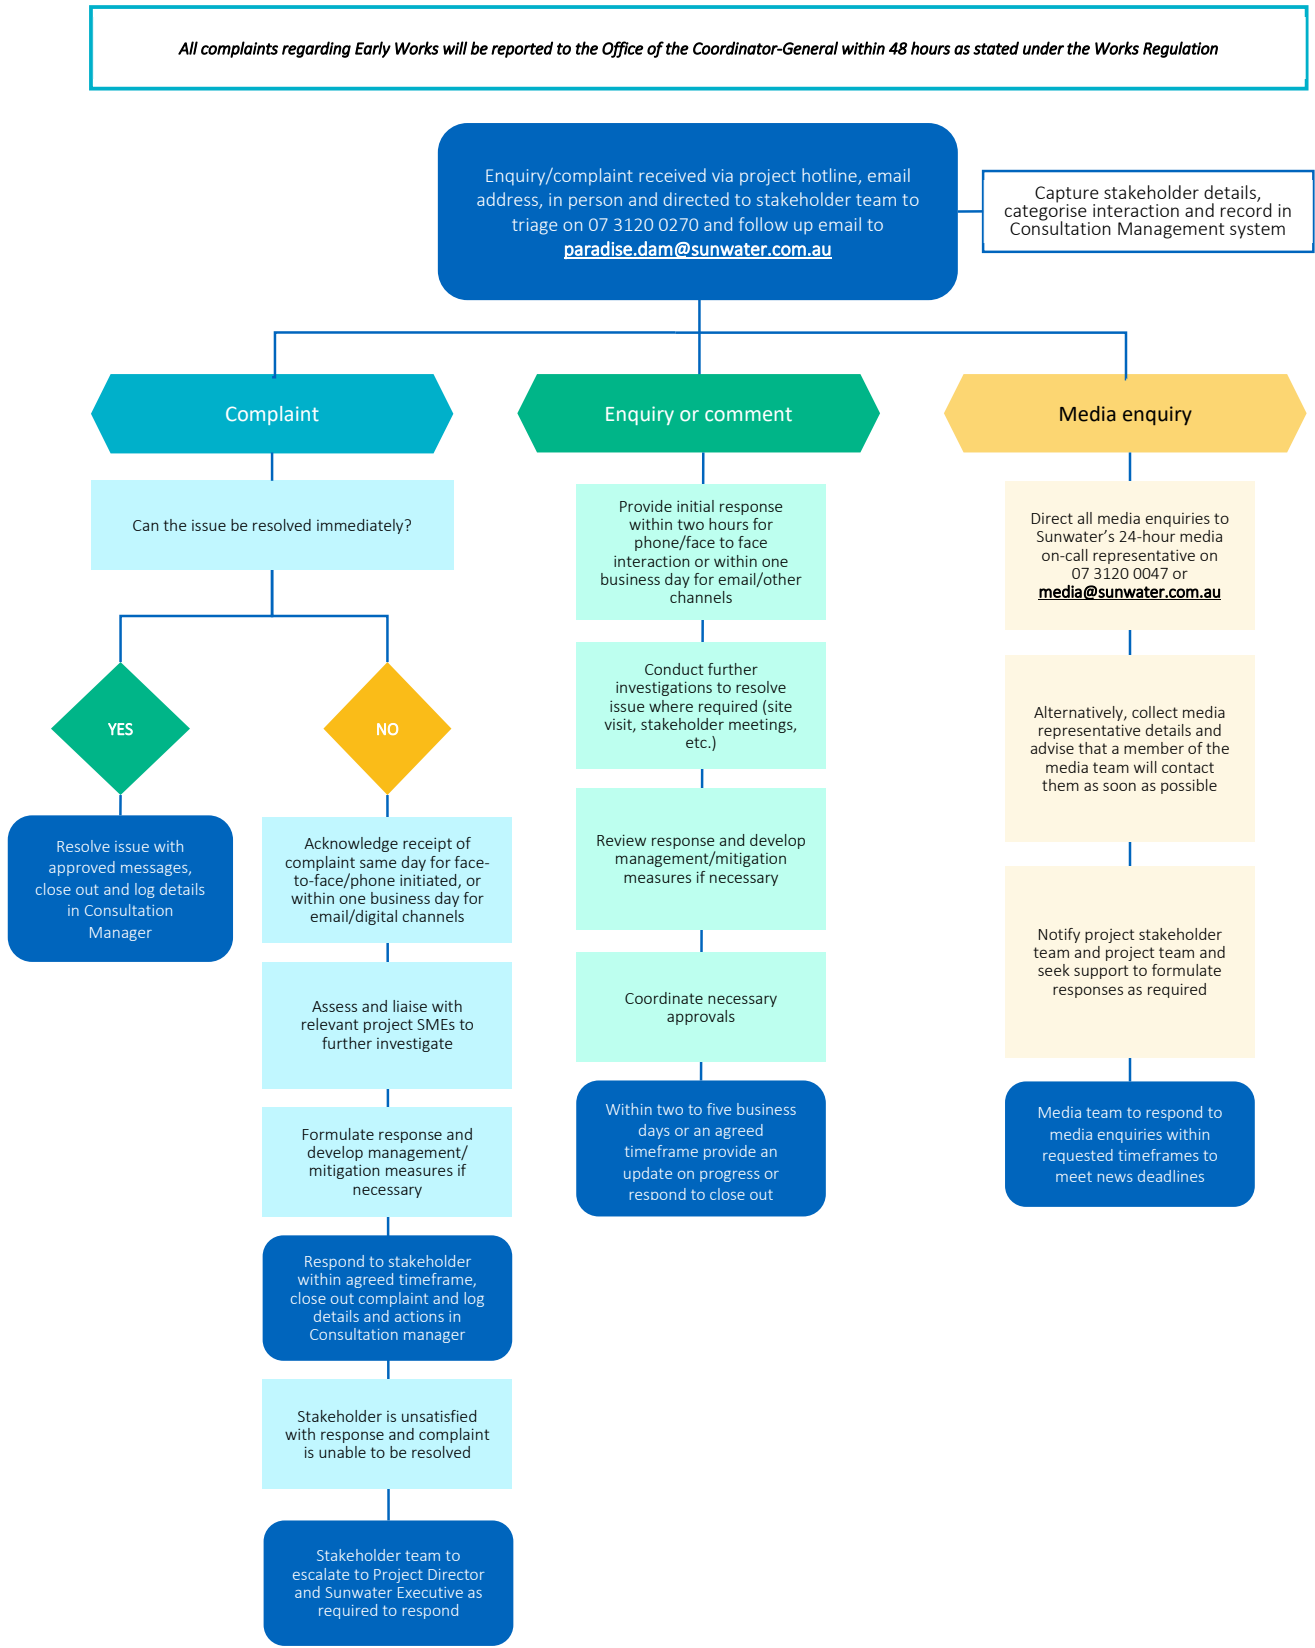 All complaints regarding Early Works will be reported to the Office of the Coordinator-General within 48 hours as stated under the Works Regulation
Enquiry/complaint received via project hotline, email
address, in person and directed to stakeholder team to
triage on 07 3120 0270 and follow up email to
paradise.dam@sunwater.com.au
Capture stakeholder details,
categorise interaction and record in
Consultation Management system
Complaint
Can the issue be resolved immediately?
YES
Resolve issue with
approved messages,
close out and log details
in Consultation
Manager
NO
Acknowledge receipt of
complaint same day for face-
to-face/phone initiated, or
within one business day for
email/digital channels
Assess and liaise with
relevant project SMEs to
further investigate
Formulate response and
develop management/
mitigation measures if
necessary
Respond to stakeholder
within agreed timeframe,
close out complaint and log
details and actions in
Consultation manager
Stakeholder is unsatisfied
with response and complaint
is unable to be resolved
Stakeholder team to
escalate to Project Director
and Sunwater Executive as
required to respond
Enquiry or comment
Provide initial response
within two hours for
phone/face to face
interaction or within one
business day for email/other
channels
Conduct further
investigations to resolve
issue where required (site
visit, stakeholder meetings,
etc.)
Review response and develop
management/mitigation
measures if necessary
Coordinate necessary
approvals
Within two to five business
days or an agreed
timeframe provide an
update on progress or
respond to close out
Media enquiry
Direct all media enquiries to
Sunwater’s 24-hour media
on-call representative on
07 3120 0047 or
media@sunwater.com.au
Alternatively, collect media
representative details and
advise that a member of the
media team will contact
them as soon as possible
Notify project stakeholder
team and project team and
seek support to formulate
responses as required
Media team to respond to
media enquiries within
requested timeframes to
meet news deadlines